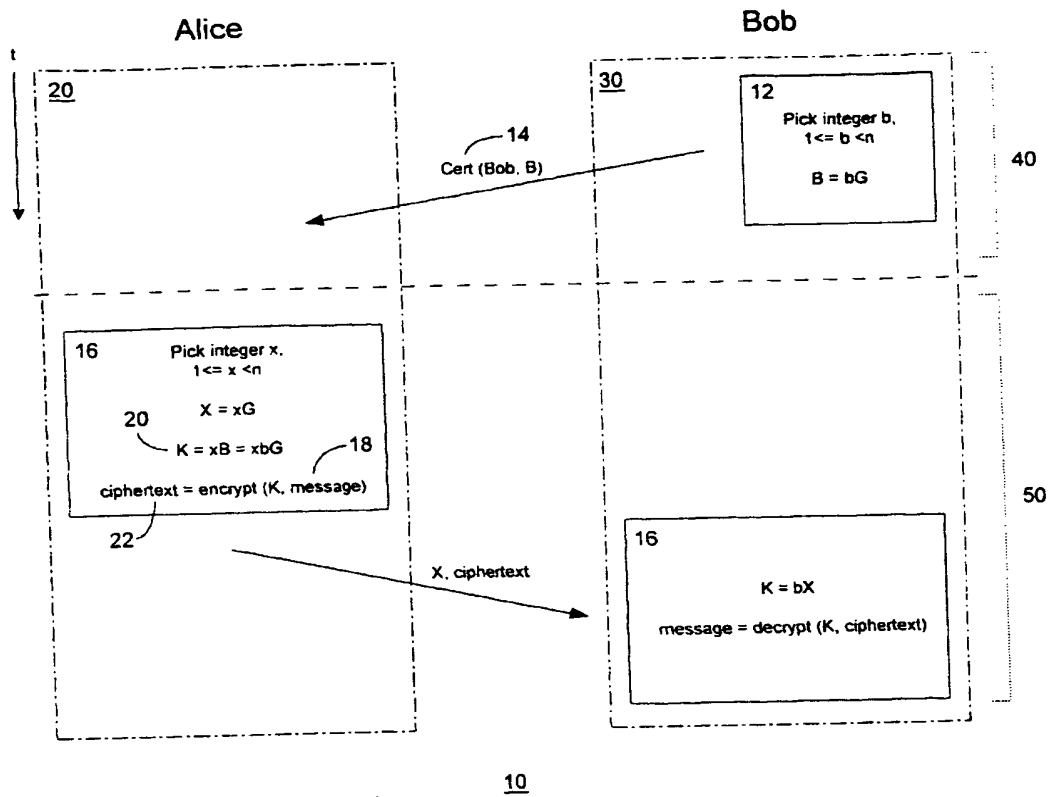 Alice
Bob
t
20
30
12
Pick integer b,
1<= b <n
B = bG
14
Cert (Bob, B)
40
16
Pick integer x,
1<= x <n
X = xG
20
K = xB = xbG
18
ciphertext = encrypt (K, message)
22
50
X, ciphertext
16
K = bX
message = decrypt (K, ciphertext)
10